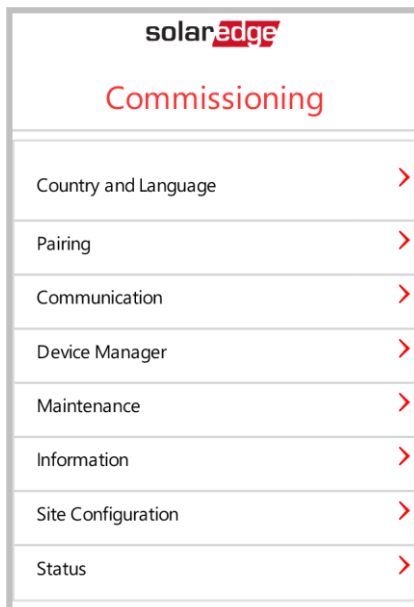 solaredge
Commissioning
Country and Language
Pairing
Communication
Device Manager
Maintenance
Information
Site Configuration
Status